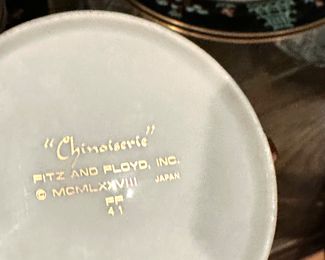 "Chinoiserie"
FITZ AND FLOYD, INC.
© MCMLXXVIII JAPAN
FF
41